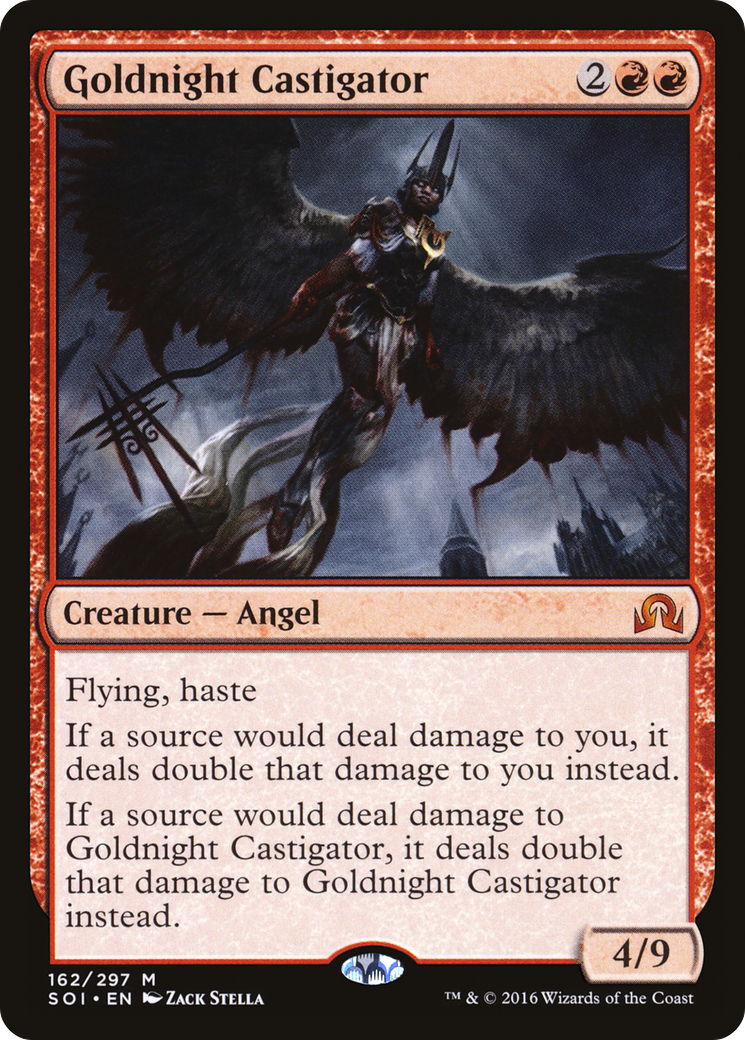 Goldnight Castigator 2
Creature — Angel
Flying, haste
If a source would deal damage to you, it
deals double that damage to you instead.
If a source would deal damage to
Goldnight Castigator, it deals double
that damage to Goldnight Castigator
instead.
4/9
162/297 M
SOI • EN Zack Stella
™ & © 2016 Wizards of the Coast